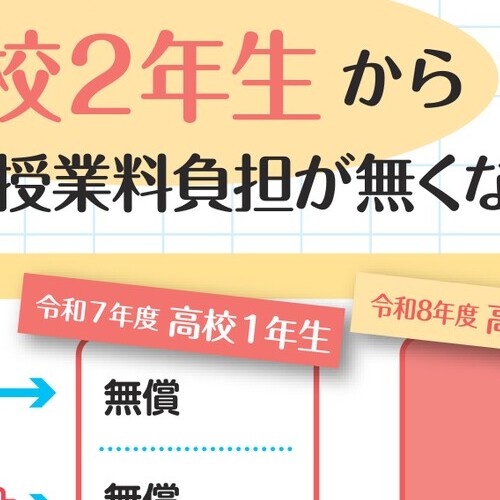 校2年生から
授業料負担が無くな
令和7年度 高校1年生
令和8年度 高
無償
無償